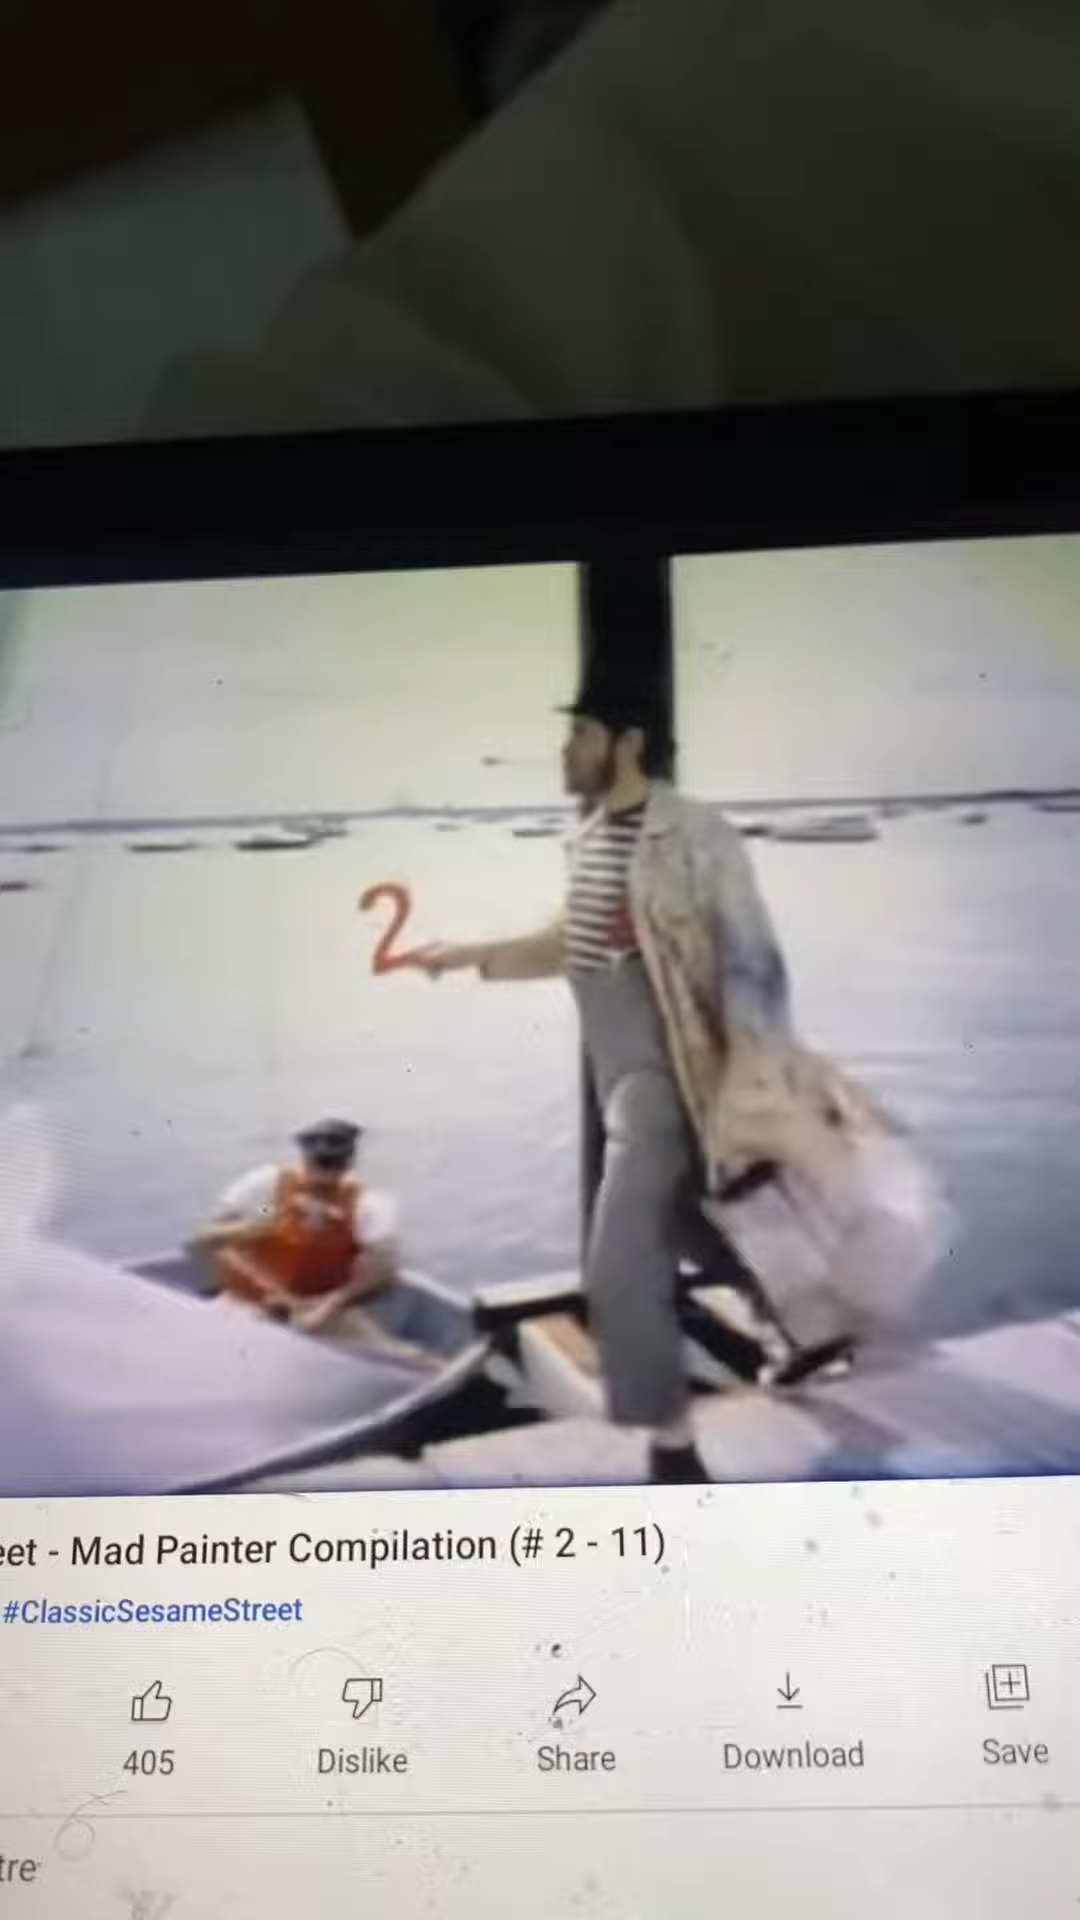 2
eet - Mad Painter Compilation (# 2 - 11)
#ClassicSesameStreet
405
Dislike
Share
Download
Save
tre